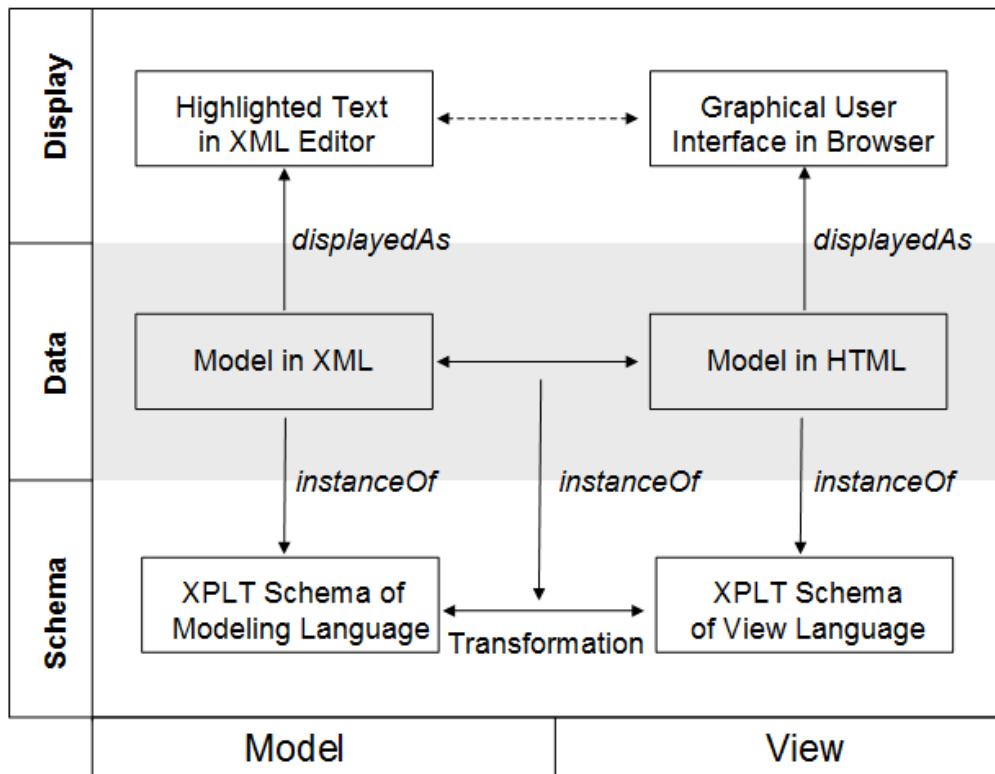 Display
Highlighted Text
in XML Editor
Graphical User
Interface in Browser
displayedAs
displayedAs
Data
Model in XML
Model in HTML
instanceOf
instanceOf
instanceOf
Schema
XPLT Schema of
Modeling Language
Transformation
XPLT Schema
of View Language
Model
View